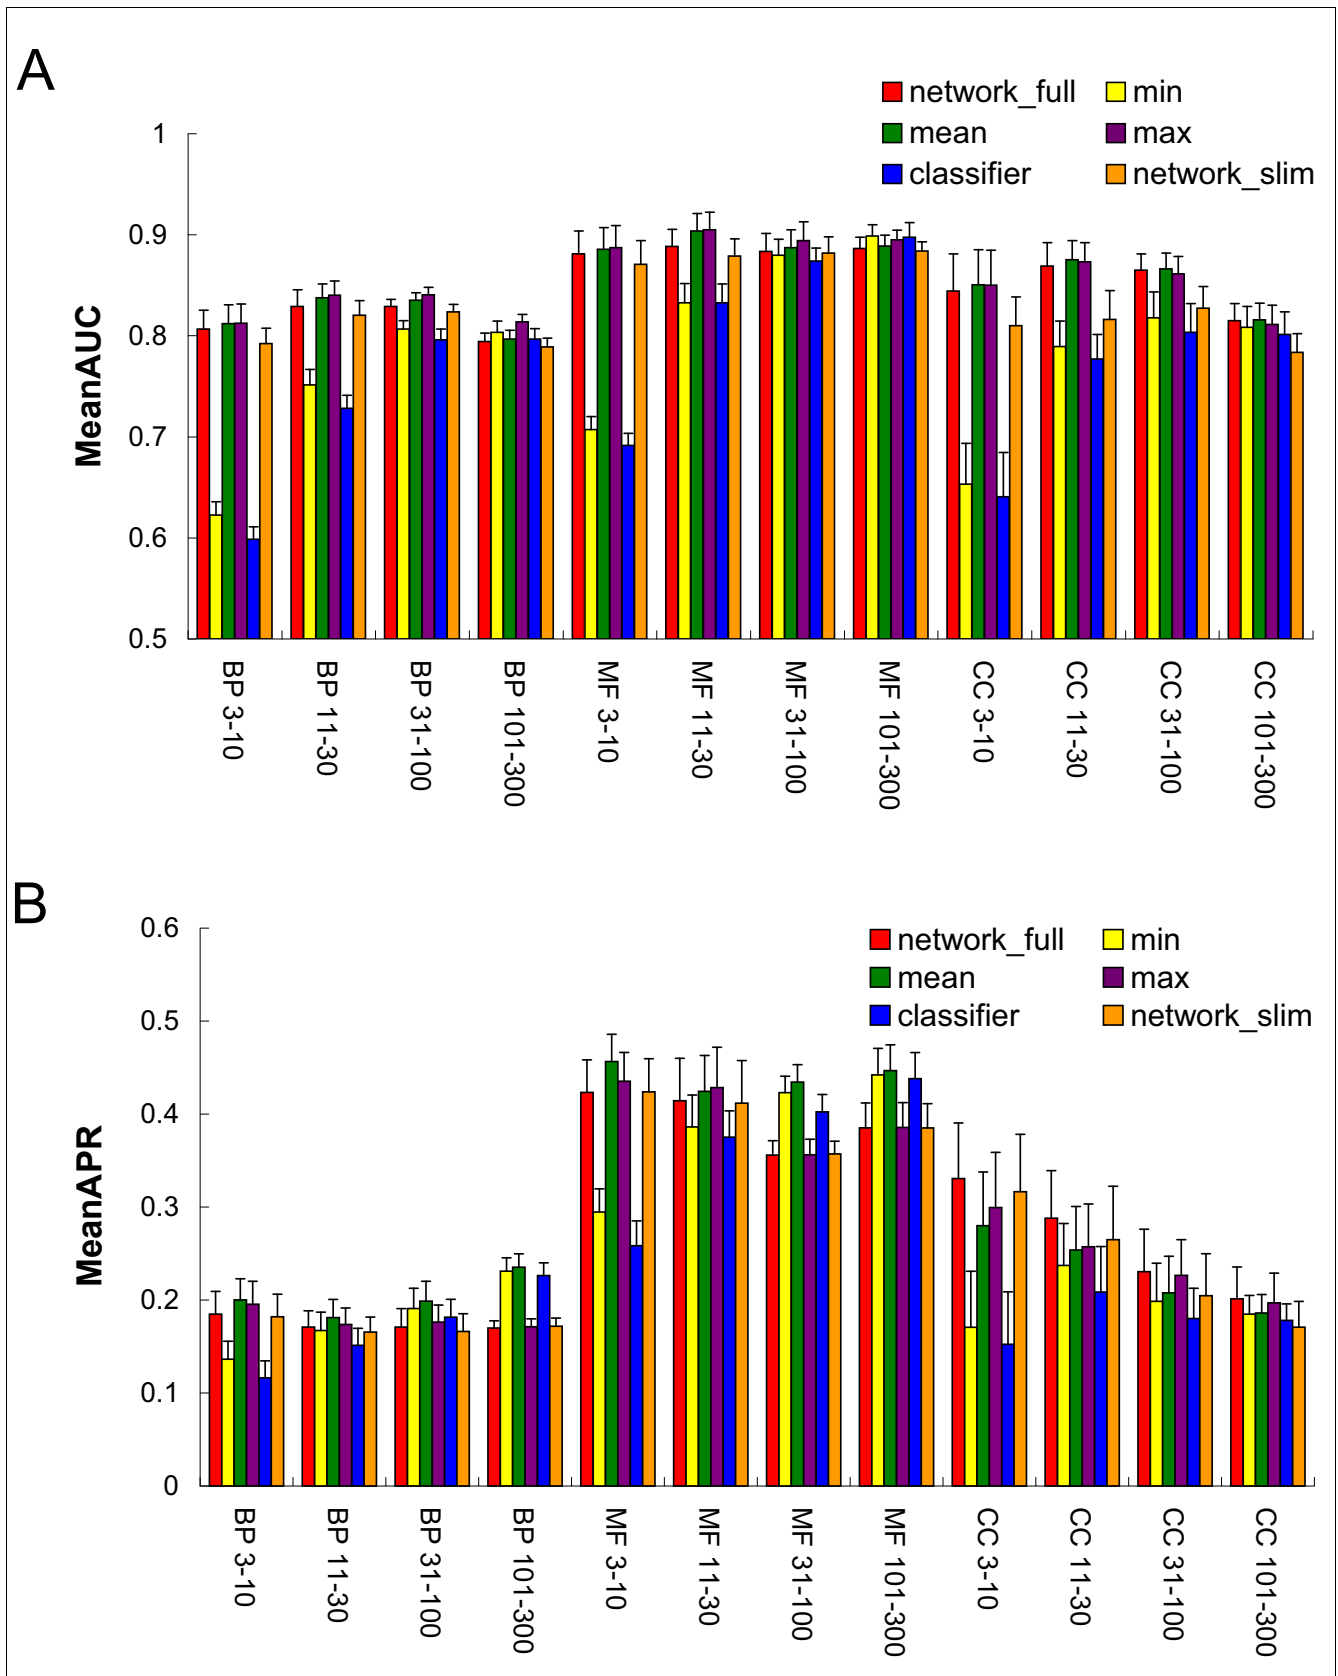 A
network_full min
mean max
classifier network_slim
1
0.9
0.8
0.7
0.6
0.5
MeanAUC
BP 3-10
BP 11-30
BP 31-100
BP 101-300
MF 3-10
MF 11-30
MF 31-100
MF 101-300
CC 3-10
CC 11-30
CC 31-100
CC 101-300
B
network_full min
mean max
classifier network_slim
0.6
0.5
0.4
0.3
0.2
0.1
0
MeanAPR
BP 3-10
BP 11-30
BP 31-100
BP 101-300
MF 3-10
MF 11-30
MF 31-100
MF 101-300
CC 3-10
CC 11-30
CC 31-100
CC 101-300